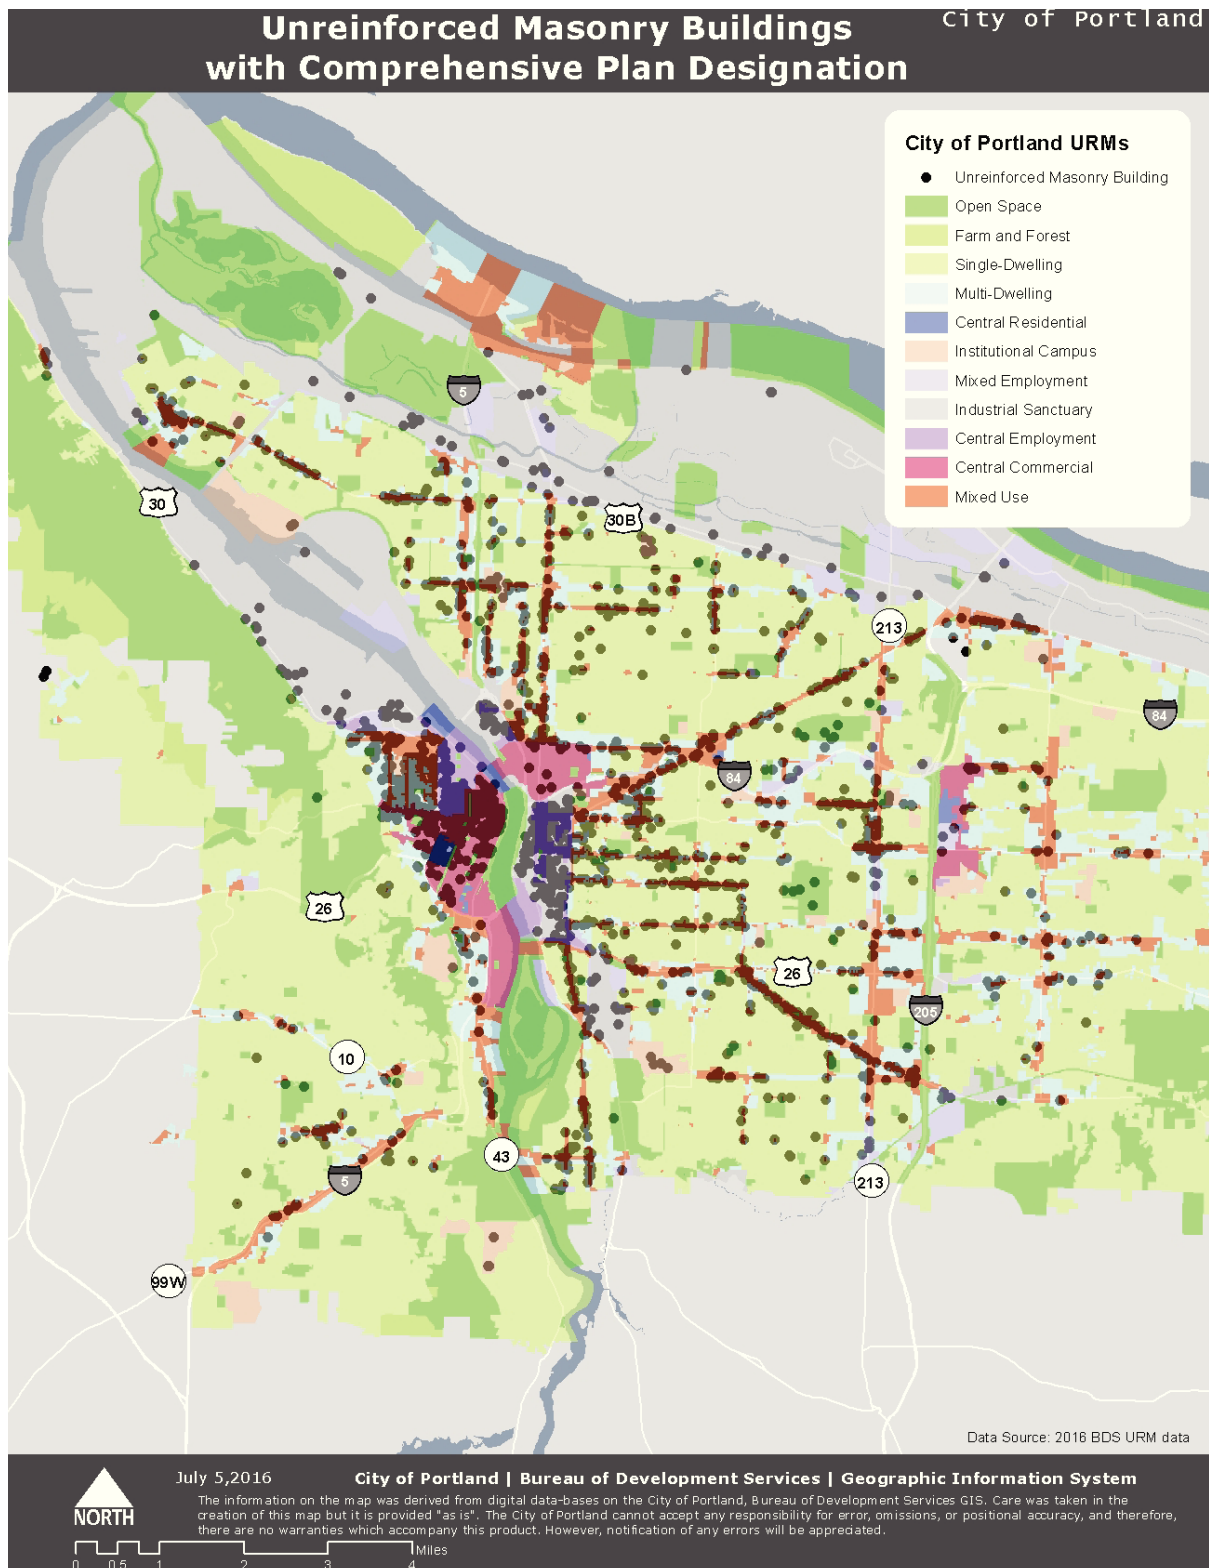 City of Portland
Unreinforced Masonry Buildings
with Comprehensive Plan Designation
City of Portland URMs
Unreinforced Masonry Building
Open Space
Farm and Forest
Single-Dwelling
Multi-Dwelling
Central Residential
Institutional Campus
Mixed Employment
Industrial Sanctuary
Central Employment
Central Commercial
Mixed Use
5
30
30B
213
84
84
26
26
205
10
43
5
213
99W
Data Source: 2016 BDS URM data
July 5,2016
City of Portland | Bureau of Development Services | Geographic Information System
The information on the map was derived from digital data-bases on the City of Portland, Bureau of Development Services GIS. Care was taken in the
creation of this map but it is provided "as is". The City of Portland cannot accept any responsibility for error, omissions, or positional accuracy, and therefore,
there are no warranties which accompany this product. However, notification of any errors will be appreciated.
NORTH
Miles
0 0.5 1 2 3 4